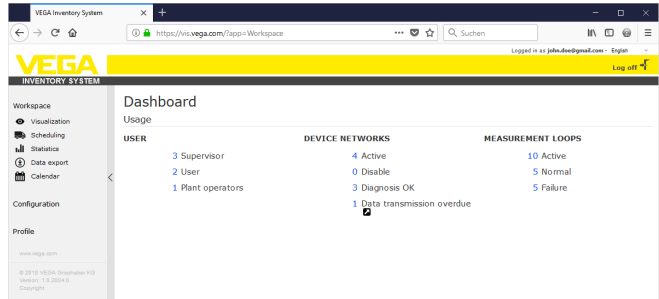 VEGA Inventory System
https://vis.vega.com/?app=Workspace
Suchen
Logged in as john.doe@gmail.com - English
VEGA
Log off
INVENTORY SYSTEM
Workspace
Visualization
Scheduling
Statistics
Data export
Calendar
Configuration
Profile
www.vega.com
© 2018 VEGA Grieshaber KG
Version: 1.0.2004.0
Copyright
Dashboard
Usage
USER
3 Supervisor
2 User
1 Plant operators
DEVICE NETWORKS
4 Active
0 Disable
3 Diagnosis OK
1 Data transmission overdue
MEASUREMENT LOOPS
10 Active
5 Normal
5 Failure